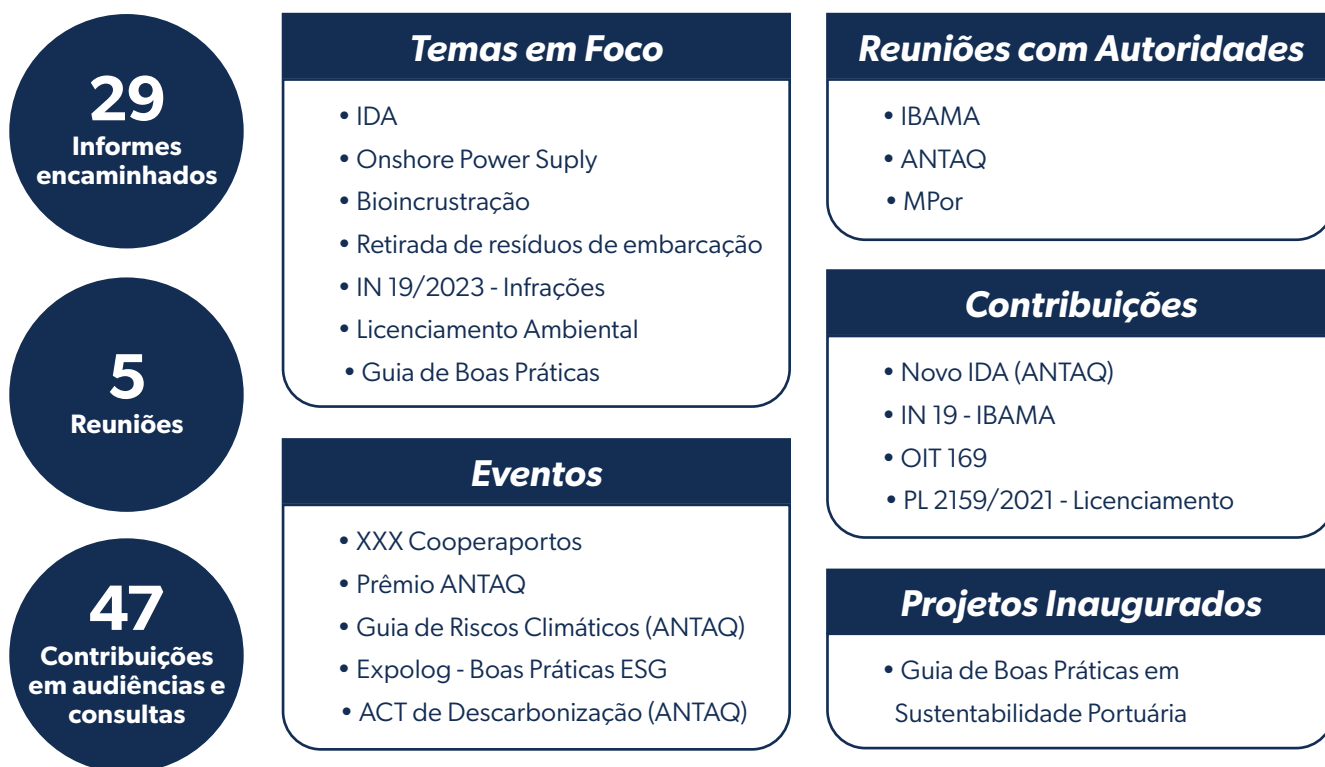 29
Informes
encaminhados
5
Reuniões
47
Contribuições
em audiências e
consultas
Temas em Foco
• IDA
• Onshore Power Suply
• Bioincrustração
• Retirada de resíduos de embarcação
• IN 19/2023 - Infrações
• Licenciamento Ambiental
• Guia de Boas Práticas
Eventos
• XXX Cooperaportos
• Prêmio ANTAQ
• Guia de Riscos Climáticos (ANTAQ)
• Expolog - Boas Práticas ESG
• ACT de Descarbonização (ANTAQ)
Reuniões com Autoridades
• IBAMA
• ANTAQ
• MPor
Contribuições
• Novo IDA (ANTAQ)
• IN 19 - IBAMA
• OIT 169
• PL 2159/2021 - Licenciamento
Projetos Inaugurados
• Guia de Boas Práticas em
Sustentabilidade Portuária